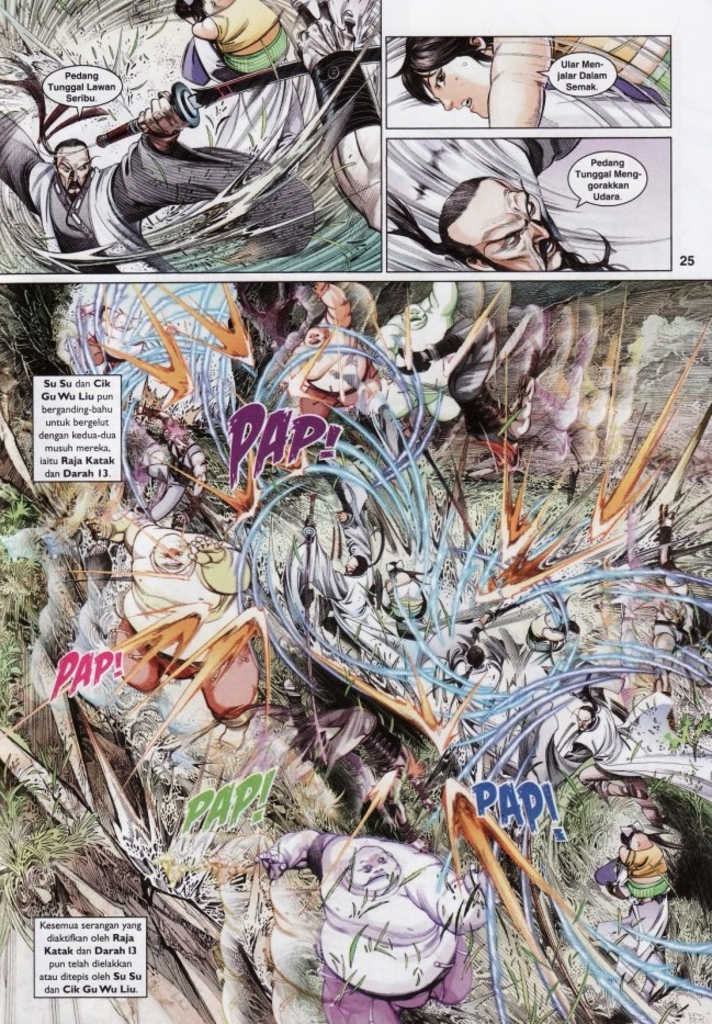 Pedang
Tunggal Lawan
Seribu.
Ular Men-
jalar Dalam
Semak.
Pedang
Tunggal Meng-
gorakkan
Udara.
25
Su Su dan Cik
Gu Wu Liu pun
berganding-bahu
untuk bergelut
dengan kedua-dua
musuh mereka,
iaitu Raja Katak
dan Darah 13.
PAP!
PAP!
PAP!
PAP!
Kesemua serangan yang
diaktifkan oleh Raja
Katak dan Darah 13
pun telah dielakkan
atau ditepis oleh Su Su
dan Cik Gu Wu Liu.